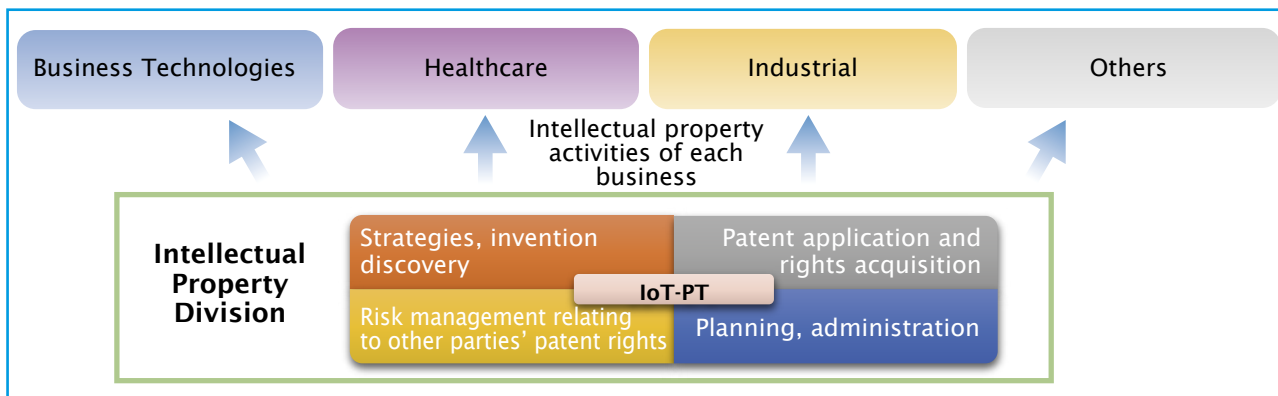 Business Technologies
Healthcare
Industrial
Others
Intellectual property
activities of each
business
Intellectual
Property
Division
Strategies, invention
discovery
Patent application and
rights acquisition
IoT-PT
Risk management relating
to other parties’ patent rights
Planning, administration